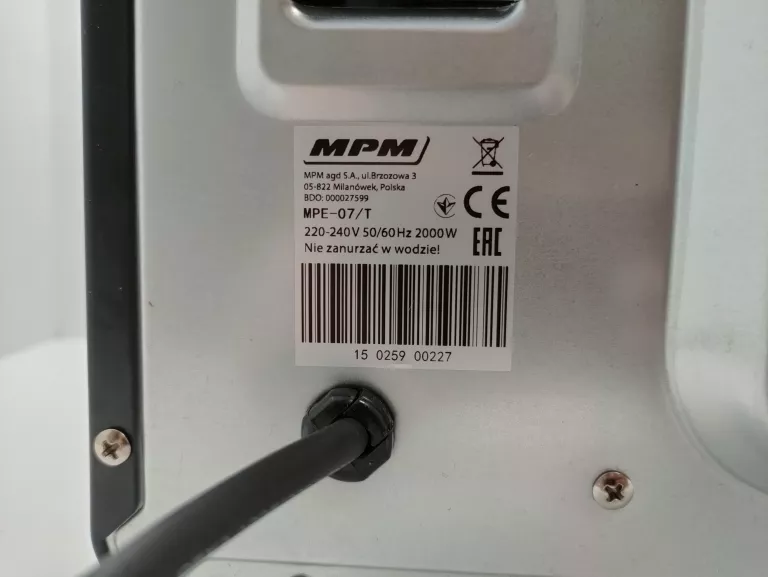 MPM
MPM agd S.A., ul.Brzozowa 3
05-822 Milanówek, Polska
BDO: 000027599
MPE-07/T
CE
220-240V 50/60Hz 2000W
EAC
Nie zanurzać w wodzie!
15 0259 00227